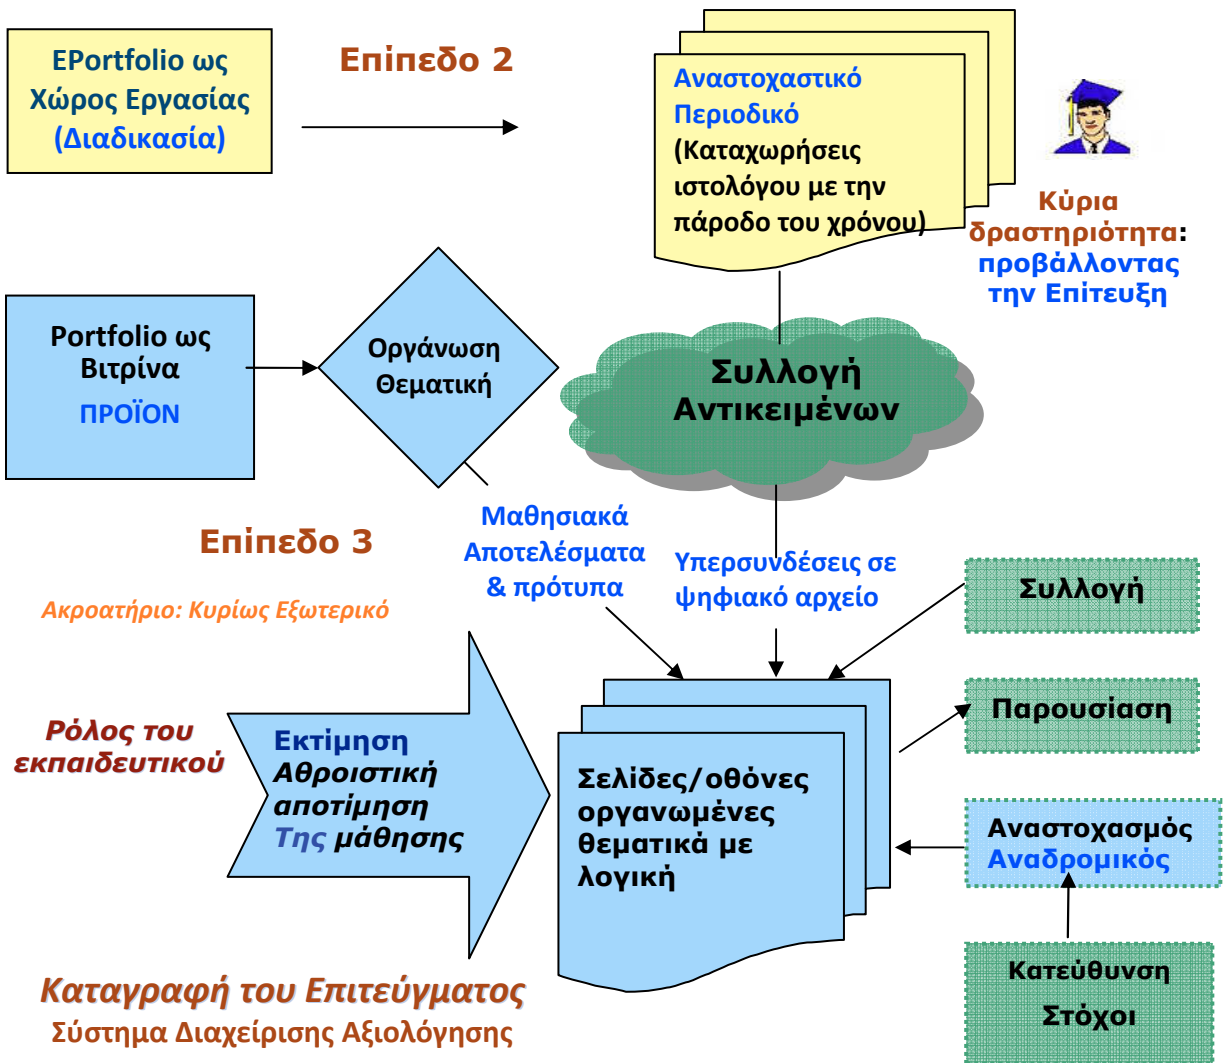 EPortfolio ως
Χώρος Εργασίας
(Διαδικασία)
Επίπεδο 2
Αναστοχαστικό
Περιοδικό
(Καταχωρήσεις
ιστολόγου με την
πάροδο του χρόνου)
Κύρια
δραστηριότητα:
προβάλλοντας
την Επίτευξη
Portfolio ως
Βιτρίνα
ΠΡΟΪΟΝ
Οργάνωση
Θεματική
Συλλογή
Αντικειμένων
Επίπεδο 3
Μαθησιακά
Αποτελέσματα
& πρότυπα
Υπερσυνδέσεις σε
ψηφιακό αρχείο
Ακροατήριο: Κυρίως Εξωτερικό
Συλλογή
Παρουσίαση
Ρόλος του
εκπαιδευτικού
Εκτίμηση
Αθροιστική
αποτίμηση
Της μάθησης
Σελίδες/οθόνες
οργανωμένες
θεματικά με
λογική
Αναστοχασμός
Αναδρομικός
Κατεύθυνση
Στόχοι
Καταγραφή του Επιτεύγματος
Σύστημα Διαχείρισης Αξιολόγησης